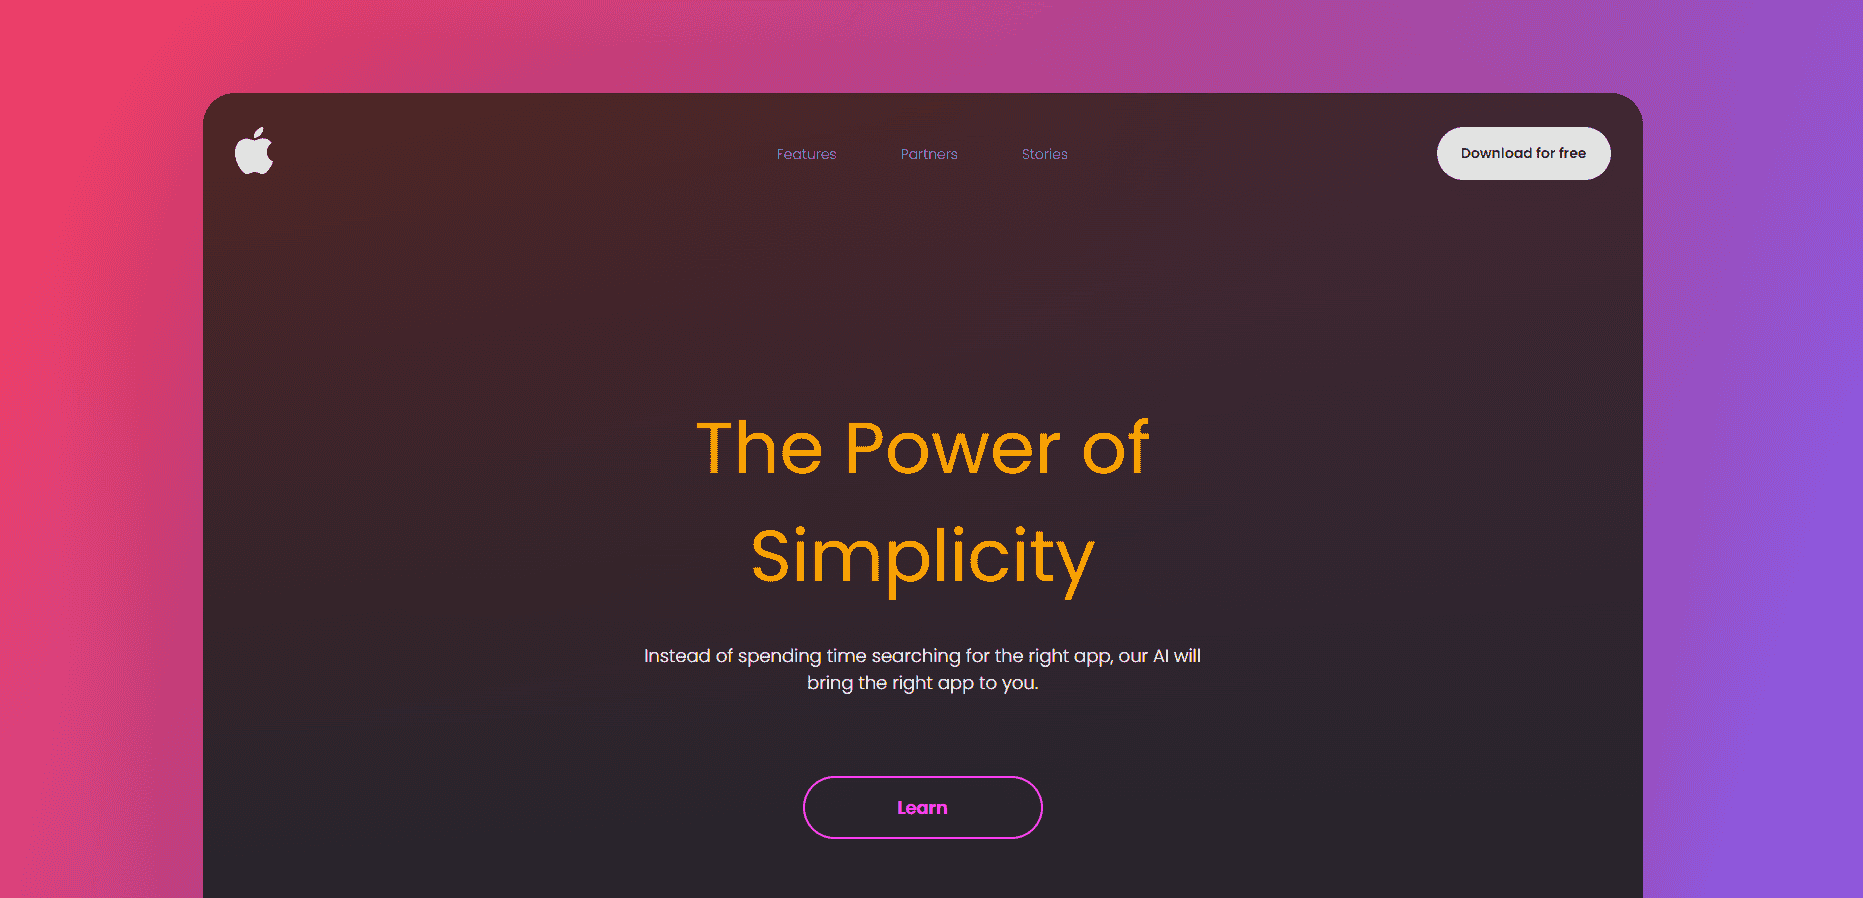 Features
Partners
Stories
Download for free
The Power of
Simplicity
Instead of spending time searching for the right app, our AI will
bring the right app to you.
Learn